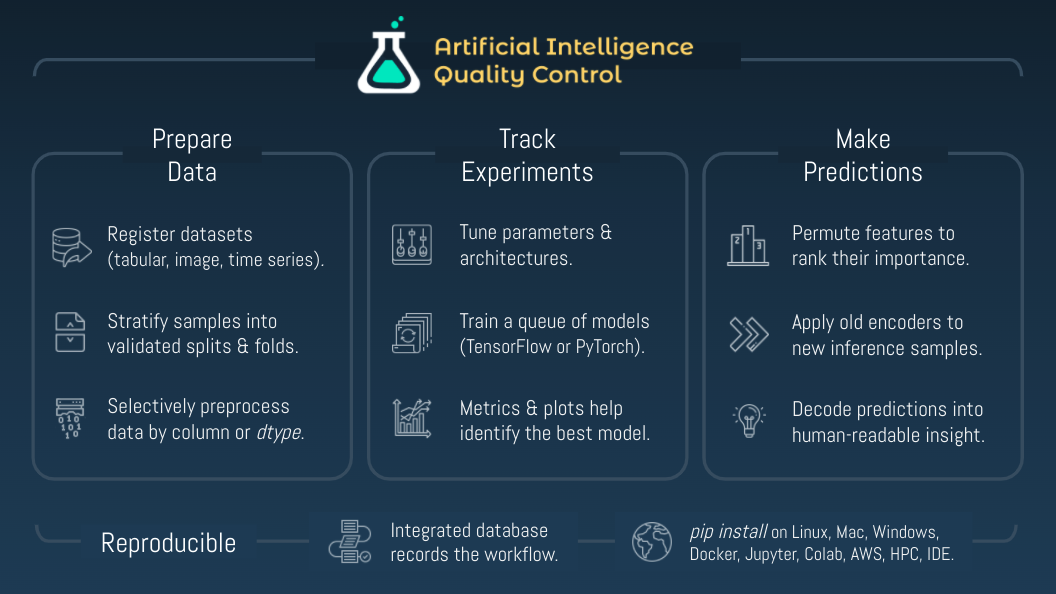 Artificial Intelligence
Quality Control
Prepare
Data
Register datasets
(tabular, image, time series).
Stratify samples into
validated splits & folds.
Selectively preprocess
data by column or dtype.
Track
Experiments
Tune parameters &
architectures.
Train a queue of models
(TensorFlow or PyTorch).
Metrics & plots help
identify the best model.
Make
Predictions
Permute features to
rank their importance.
Apply old encoders to
new inference samples.
Decode predictions into
human-readable insight.
Reproducible
Integrated database
records the workflow.
pip install on Linux, Mac, Windows,
Docker, Jupyter, Colab, AWS, HPC, IDE.